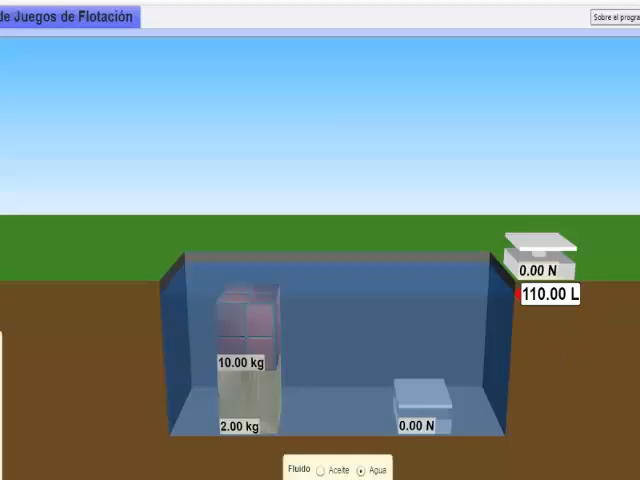 de Juegos de Flotación
Sobre el progra
0.00 N
110.00 L
10.00 kg
2.00 kg
0.00 N
Fluido Aceite Agua